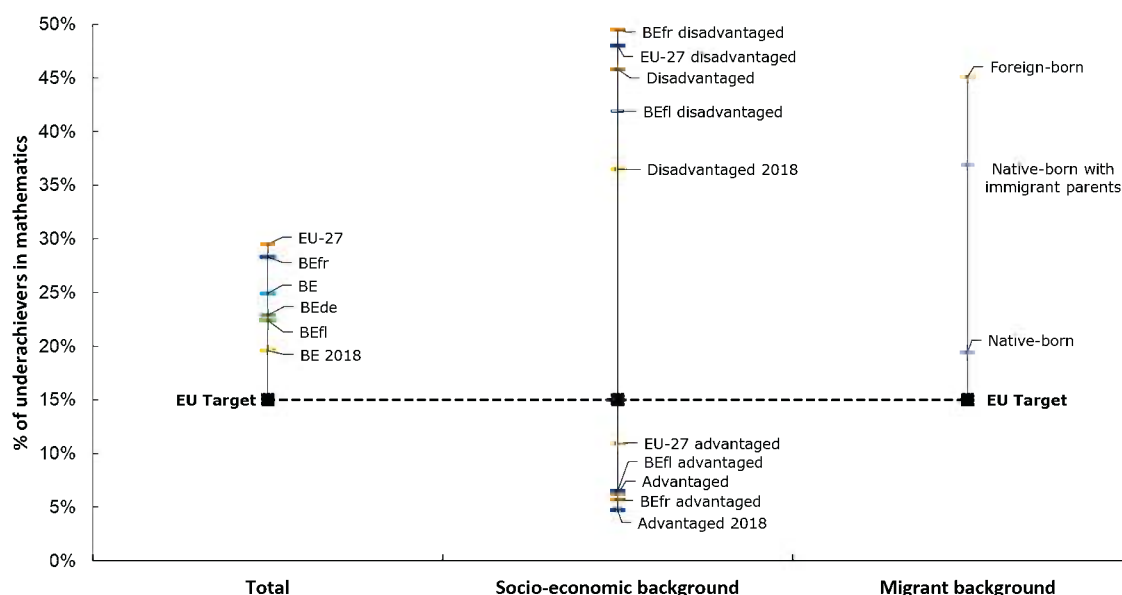 % of underachievers in mathematics
50%
45%
40%
35%
30%
25%
20%
15%
10%
5%
0%
EU-27
BEfr
BE
BEde
BEfl
BE 2018
EU Target
BEfr disadvantaged
EU-27 disadvantaged
Disadvantaged
BEfl disadvantaged
Disadvantaged 2018
EU-27 advantaged
BEfl advantaged
Advantaged
BEfr advantaged
Advantaged 2018
Foreign-born
Native-born with
immigrant parents
Native-born
EU Target
Total
Socio-economic background
Migrant background